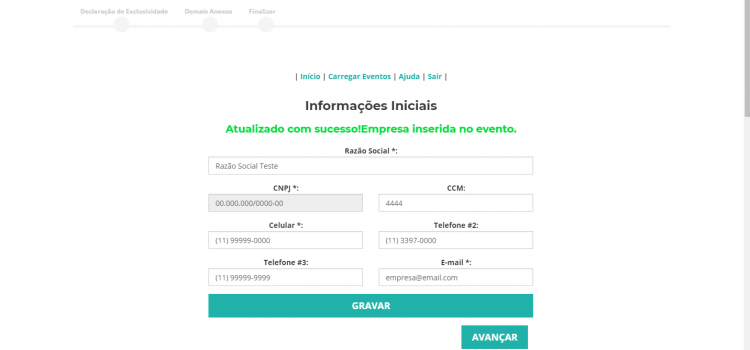 Declaração de Exclusividade Demais Anexos Finalizar
| Início | Carregar Eventos | Ajuda | Sair |
Informações Iniciais
Atualizado com sucesso!Empresa inserida no evento.
Razão Social *:
Razão Social Teste
CNPJ *: CCM:
00.000.000/0000-00 4444
Celular *: Telefone #2:
(11) 99999-0000 (11) 3397-0000
Telefone #3: E-mail *:
(11) 99999-9999 empresa@email.com
GRAVAR
AVANÇAR